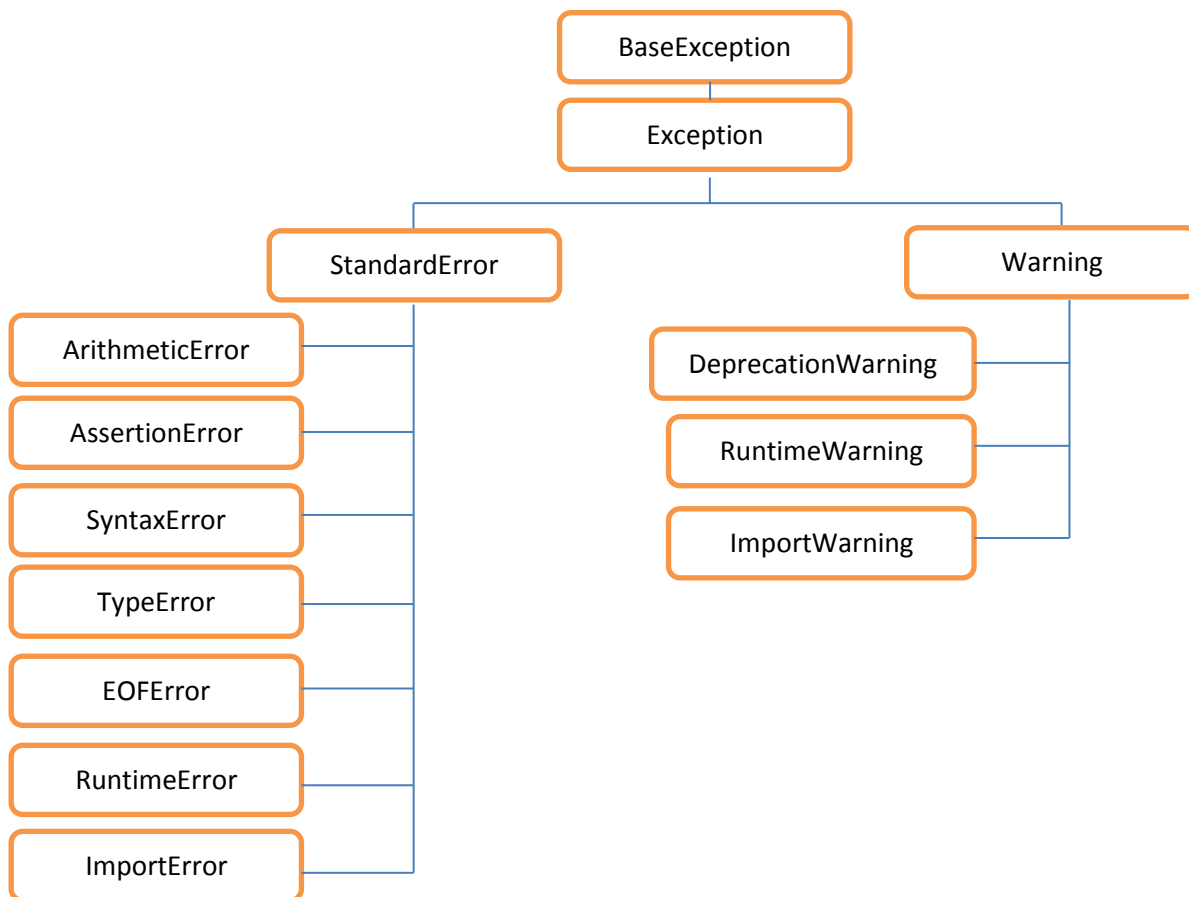 BaseException
Exception
StandardError
Warning
ArithmeticError
AssertionError
SyntaxError
TypeError
EOFError
RuntimeError
ImportError
DeprecationWarning
RuntimeWarning
ImportWarning